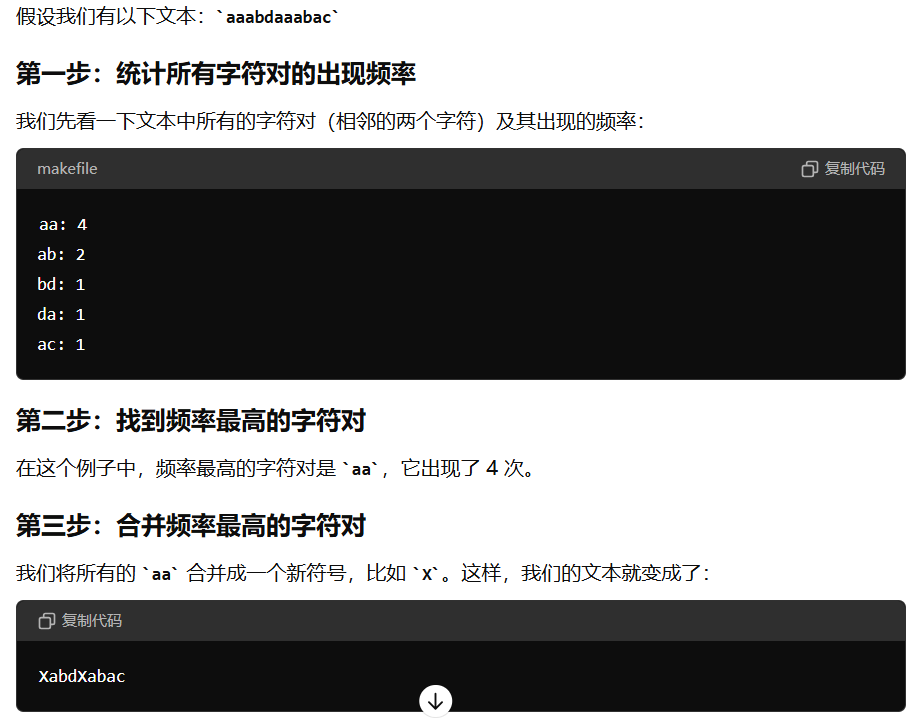 假设我们有以下文本：`aaabdaaabac`
第一步：统计所有字符对的出现频率
我们先看一下文本中所有的字符对（相邻的两个字符）及其出现的频率：
makefile 复制代码
aa: 4
ab: 2
bd: 1
da: 1
ac: 1
第二步：找到频率最高的字符对
在这个例子中，频率最高的字符对是 `aa`，它出现了 4 次。
第三步：合并频率最高的字符对
我们将所有的 `aa` 合并成一个新符号，比如 `X`。这样，我们的文本就变成了：
复制代码
XabdXabac